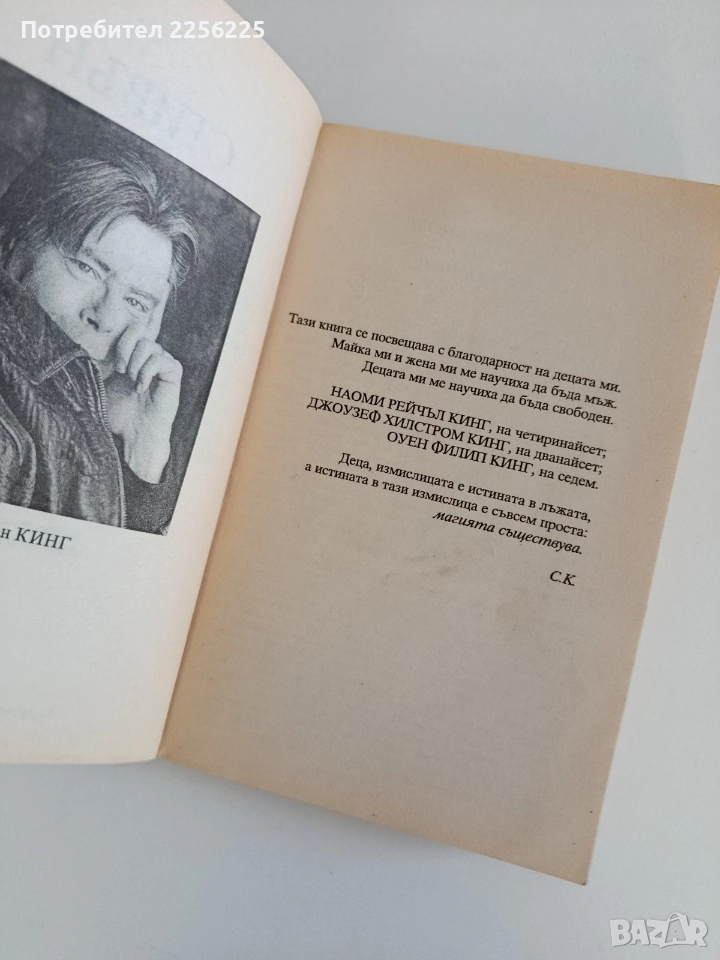 Потребител 2256225
н КИНГ
Тази книга се посвещава с благодарност на децата ми.
Майка ми и жена ми ме научиха да бъда мъж.
Децата ми ме научиха да бъда свободен.
НАОМИ РЕЙЧЪЛ КИНГ, на четиринайсет;
ДЖОУЗЕФ ХИЛСТРОМ КИНГ, на дванайсет;
ОУЕН ФИЛИП КИНГ, на седем.
Деца, измислицата е истината в лъжата,
а истината в тази измислица е съвсем проста:
магията съществува.
С.К.
BAZAR